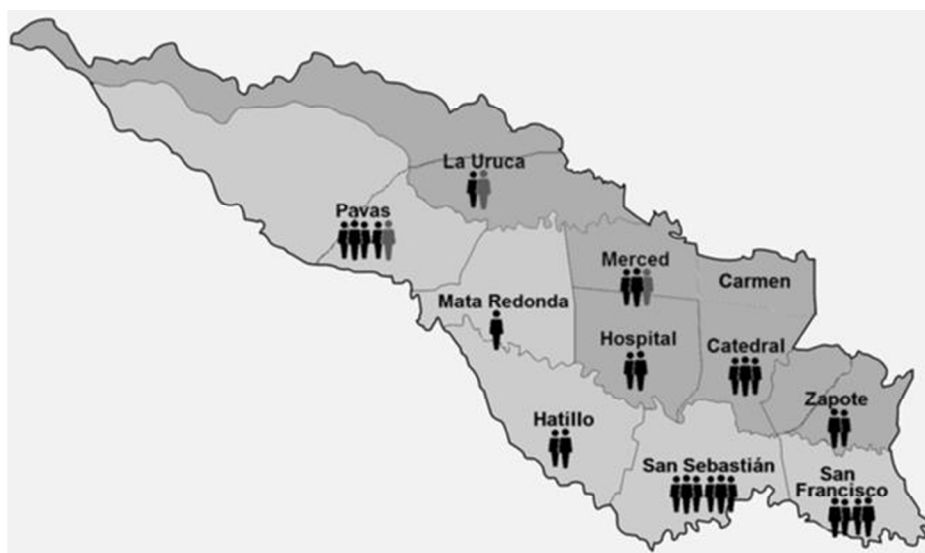 La Uruca
Pavas
Merced
Carmen
Mata Redonda
Hospital
Catedral
Zapote
Hatillo
San Sebastián
San
Francisco